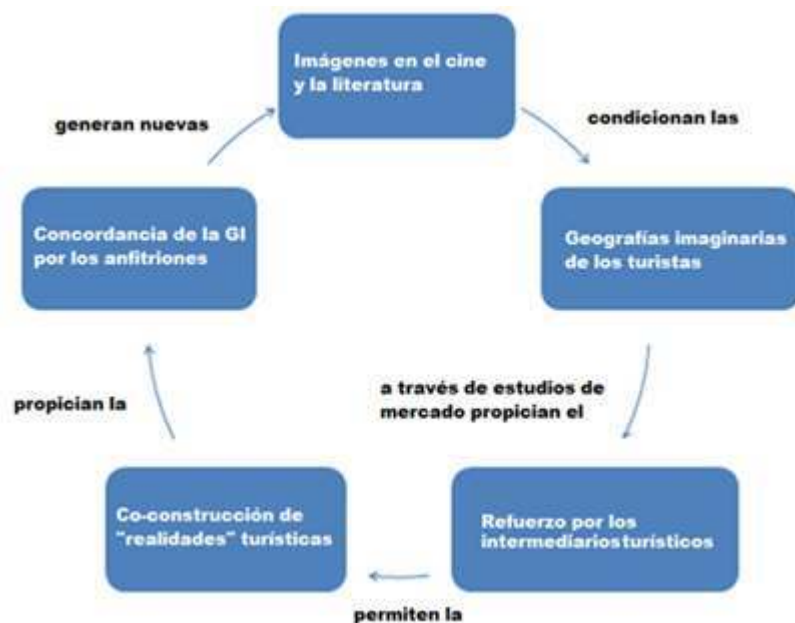 Imágenes en el cine
y la literatura
condicionan las
Geografías imaginarias
de los turistas
a través de estudios de
mercado propician el
Refuerzo por los
intermediarios turísticos
permiten la
Co-construcción de
"realidades" turísticas
propician la
Concordancia de la GI
por los anfitriones
generan nuevas